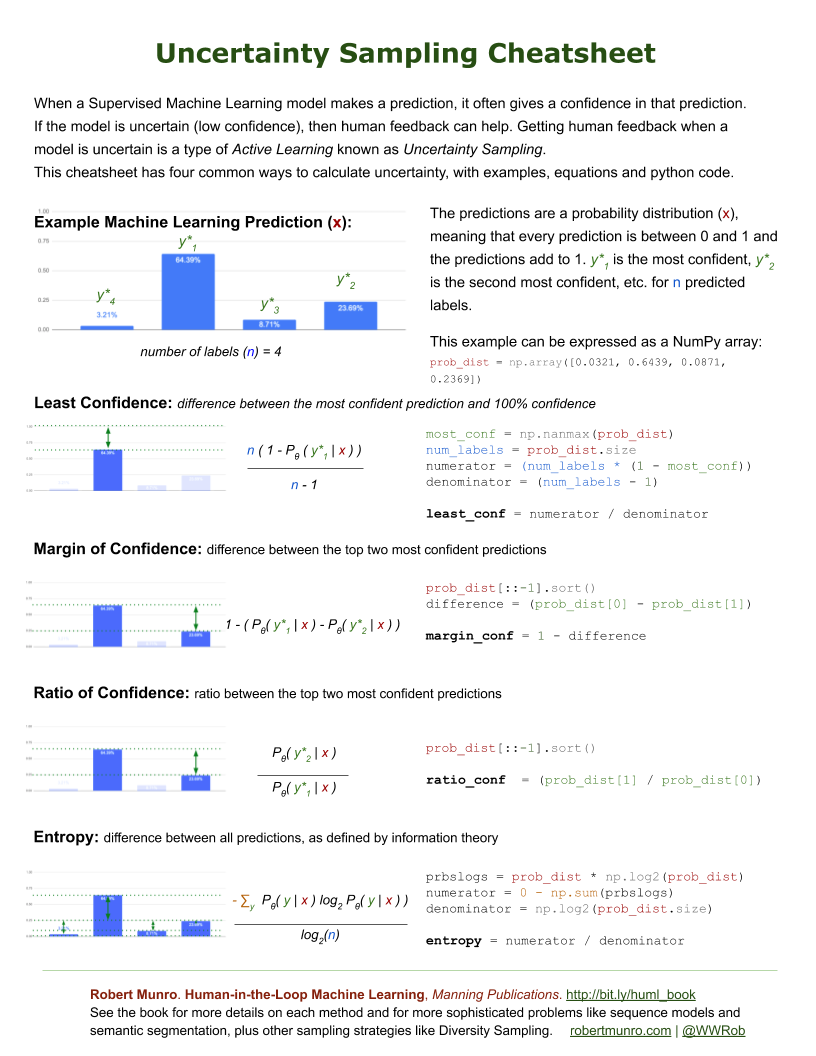 Uncertainty Sampling Cheatsheet
When a Supervised Machine Learning model makes a prediction, it often gives a confidence in that prediction.
If the model is uncertain (low confidence), then human feedback can help. Getting human feedback when a
model is uncertain is a type of Active Learning known as Uncertainty Sampling.
This cheatsheet has four common ways to calculate uncertainty, with examples, equations and python code.
Example Machine Learning Prediction (x):
1.00
0.75
0.50
0.25
0.00
y*4
3.21%
y*1
64.39%
y*3
8.71%
y*2
23.69%
number of labels (n) = 4
The predictions are a probability distribution (x),
meaning that every prediction is between 0 and 1 and
the predictions add to 1. y*1 is the most confident, y*2
is the second most confident, etc. for n predicted
labels.
This example can be expressed as a NumPy array:
prob_dist = np.array([0.0321, 0.6439, 0.0871,
0.2369])
Least Confidence: difference between the most confident prediction and 100% confidence
64.39%
n ( 1 - Pθ ( y*1 | x ) )
n - 1
most_conf = np.nanmax(prob_dist)
num_labels = prob_dist.size
numerator = (num_labels * (1 - most_conf))
denominator = (num_labels - 1)
least_conf = numerator / denominator
Margin of Confidence: difference between the top two most confident predictions
64.39%
23.69%
1 - ( Pθ( y*1 | x ) - Pθ( y*2 | x ) )
prob_dist[::-1].sort()
difference = (prob_dist[0] - prob_dist[1])
margin_conf = 1 - difference
Ratio of Confidence: ratio between the top two most confident predictions
64.39%
23.69%
Pθ( y*2 | x )
Pθ( y*1 | x )
prob_dist[::-1].sort()
ratio_conf  = (prob_dist[1] / prob_dist[0])
Entropy: difference between all predictions, as defined by information theory
23.69%
- ∑y Pθ( y | x ) log2 Pθ( y | x ) )
log2(n)
prbslogs = prob_dist * np.log2(prob_dist)
numerator = 0 - np.sum(prbslogs)
denominator = np.log2(prob_dist.size)
entropy = numerator / denominator
Robert Munro. Human-in-the-Loop Machine Learning, Manning Publications. http://bit.ly/huml_book
See the book for more details on each method and for more sophisticated problems like sequence models and
semantic segmentation, plus other sampling strategies like Diversity Sampling. robertmunro.com | @WWRob